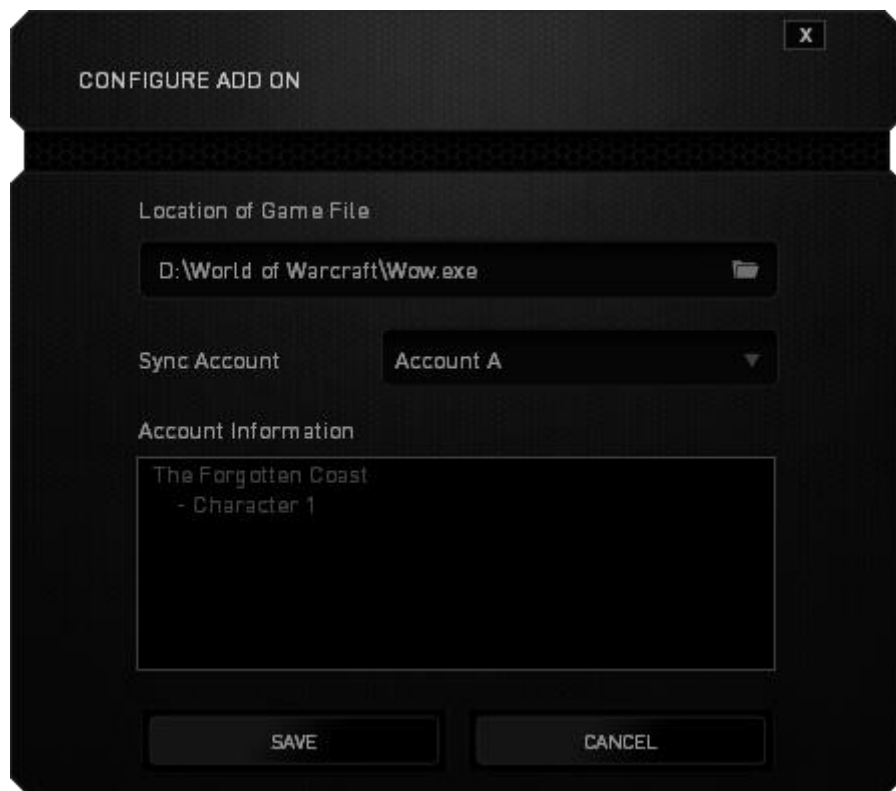 X
CONFIGURE ADD ON
Location of Game File
D:\World of Warcraft\Wow.exe
Sync Account
Account A
Account Information
The Forgotten Coast
- Character 1
SAVE
CANCEL